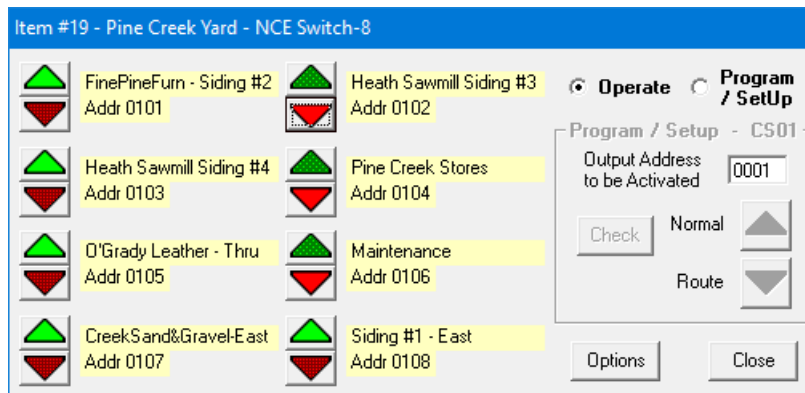 Item #19 - Pine Creek Yard - NCE Switch-8
FinePineFurn - Siding #2
Addr 0101
Heath Sawmill Siding #3
Addr 0102
Heath Sawmill Siding #4
Addr 0103
Pine Creek Stores
Addr 0104
O'Grady Leather - Thru
Addr 0105
Maintenance
Addr 0106
CreekSand&Gravel-East
Addr 0107
Siding #1 - East
Addr 0108
Operate
Program
/ SetUp
Program / Setup - CS01
Output Address
to be Activated
0001
Check
Normal
Route
Options
Close